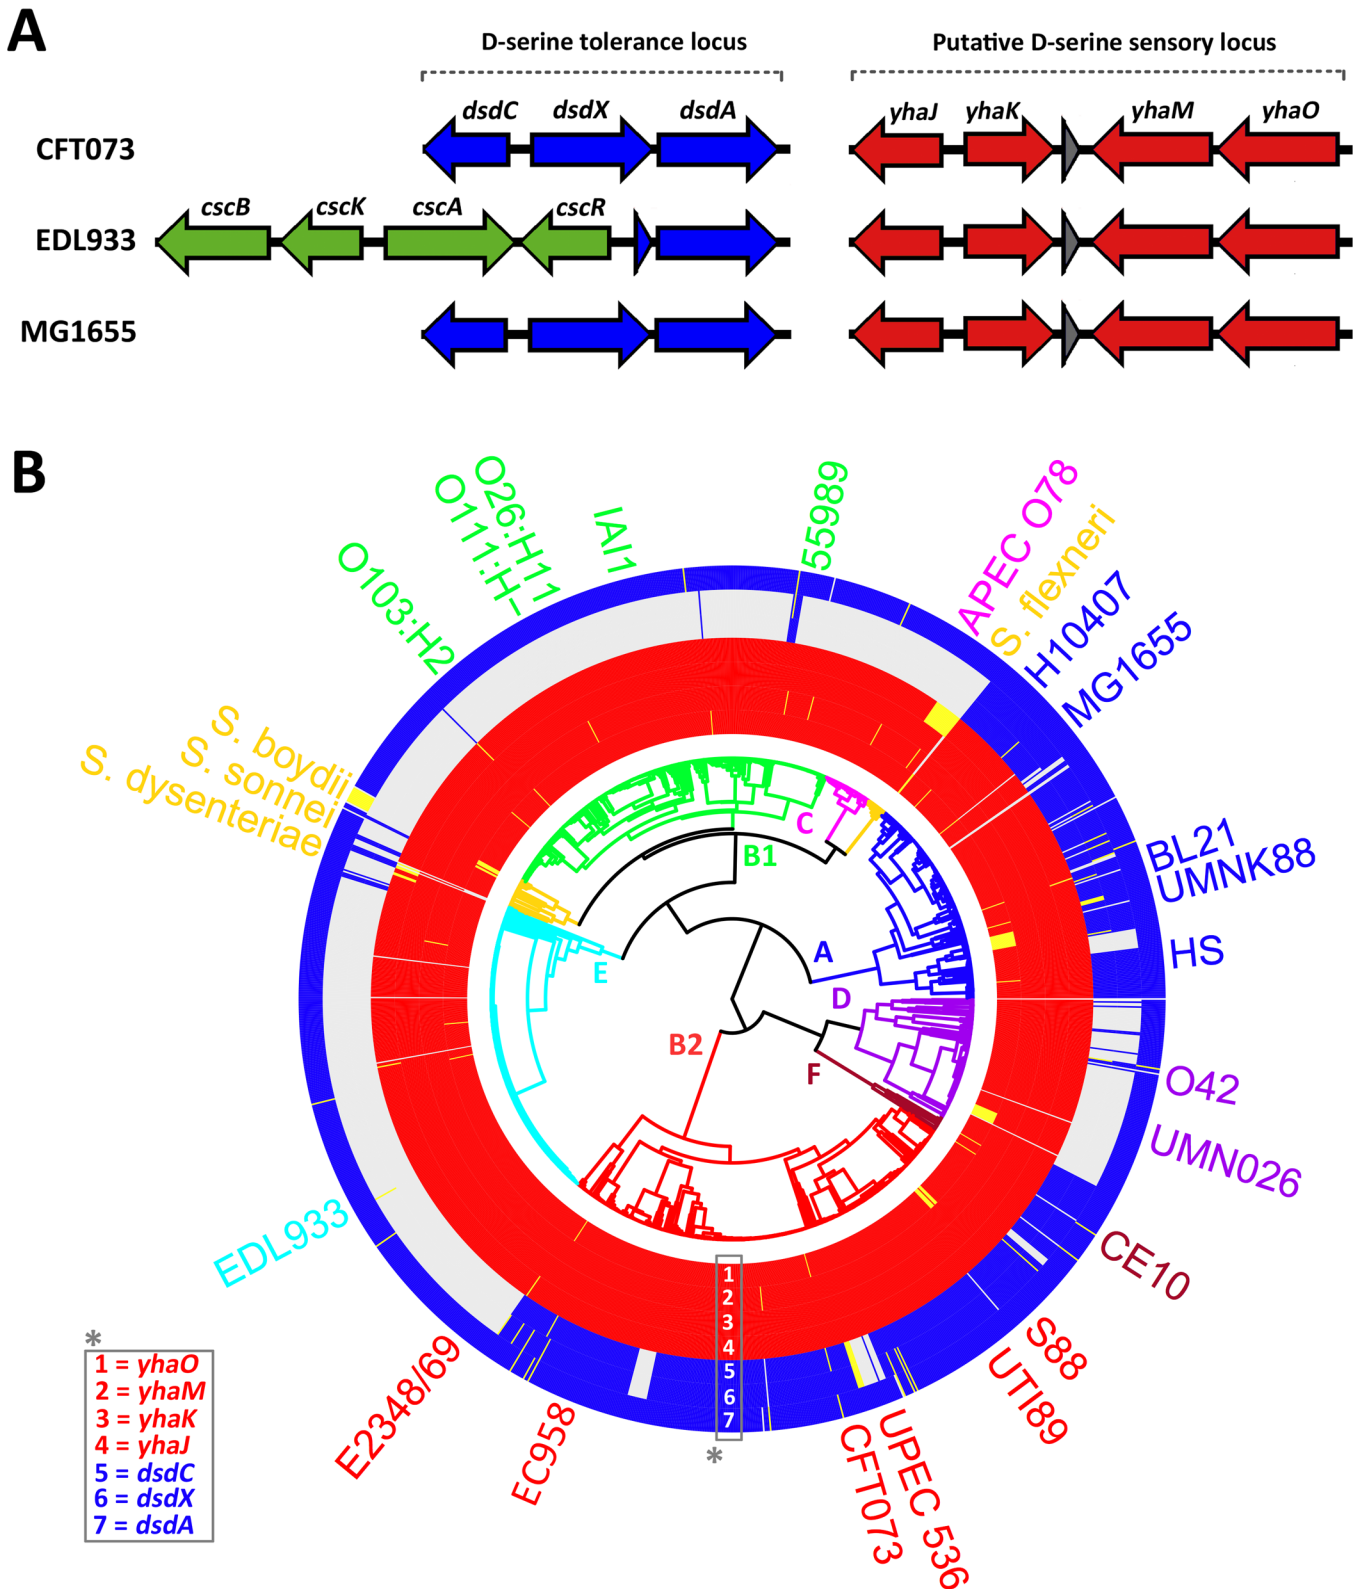 A
D-serine tolerance locus
Putative D-serine sensory locus
dsdC dsdX dsdA yhaJ yhaK yhaM yhaO
CFT073
cscB cscK cscA cscR
EDL933
MG1655
B
O103:H2
O111:H–
O26:H11
IAI1
55989
APEC O78
S. flexneri
H10407
MG1655
BL21
UMNK88
HS
O42
UMN026
CE10
S88
UTI89
UPEC 536
CFT073
EC958
E2348/69
EDL933
S. dysenteriae
S. sonnei
S. boydii
B1
C
A
E
D
B2
F
1
2
3
4
5
6
7
*
*
1 = yhaO
2 = yhaM
3 = yhaK
4 = yhaJ
5 = dsdC
6 = dsdX
7 = dsdA